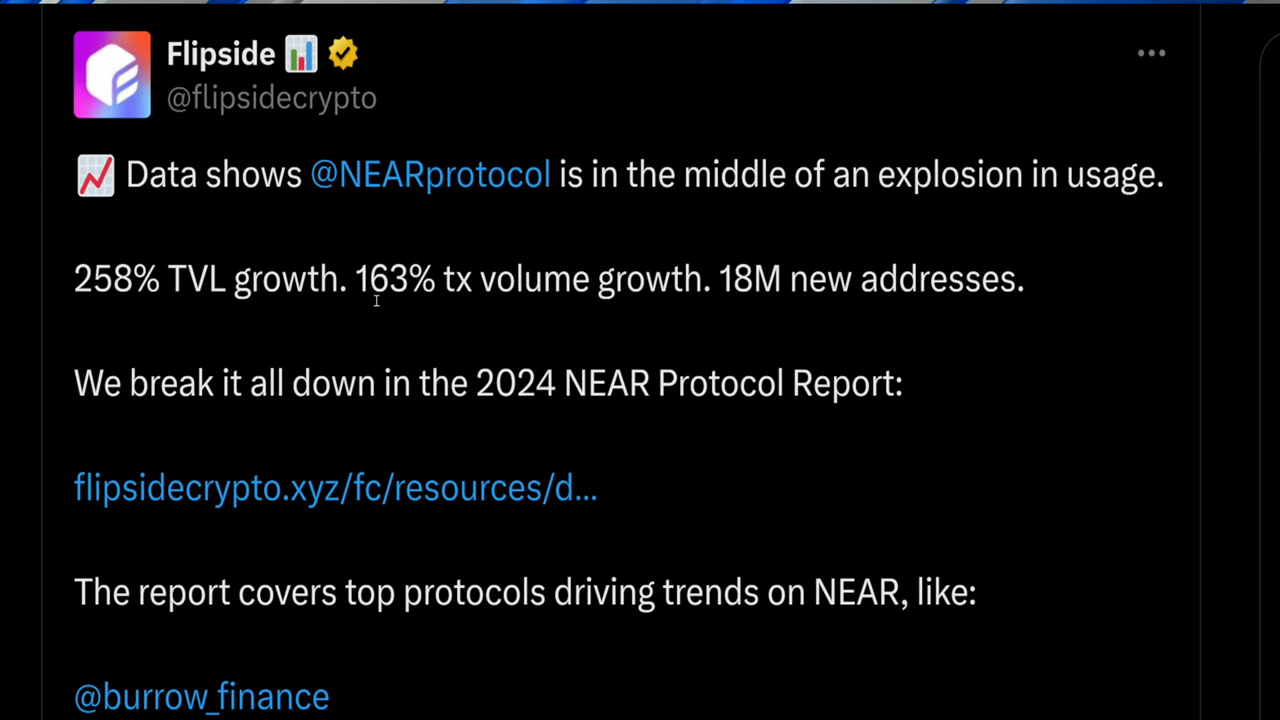 Flipside 📊
@flipsidecrypto
📈 Data shows @NEARprotocol is in the middle of an explosion in usage.
258% TVL growth. 163% tx volume growth. 18M new addresses.
We break it all down in the 2024 NEAR Protocol Report:
flipsidecrypto.xyz/fc/resources/d…
The report covers top protocols driving trends on NEAR, like:
@burrow_finance